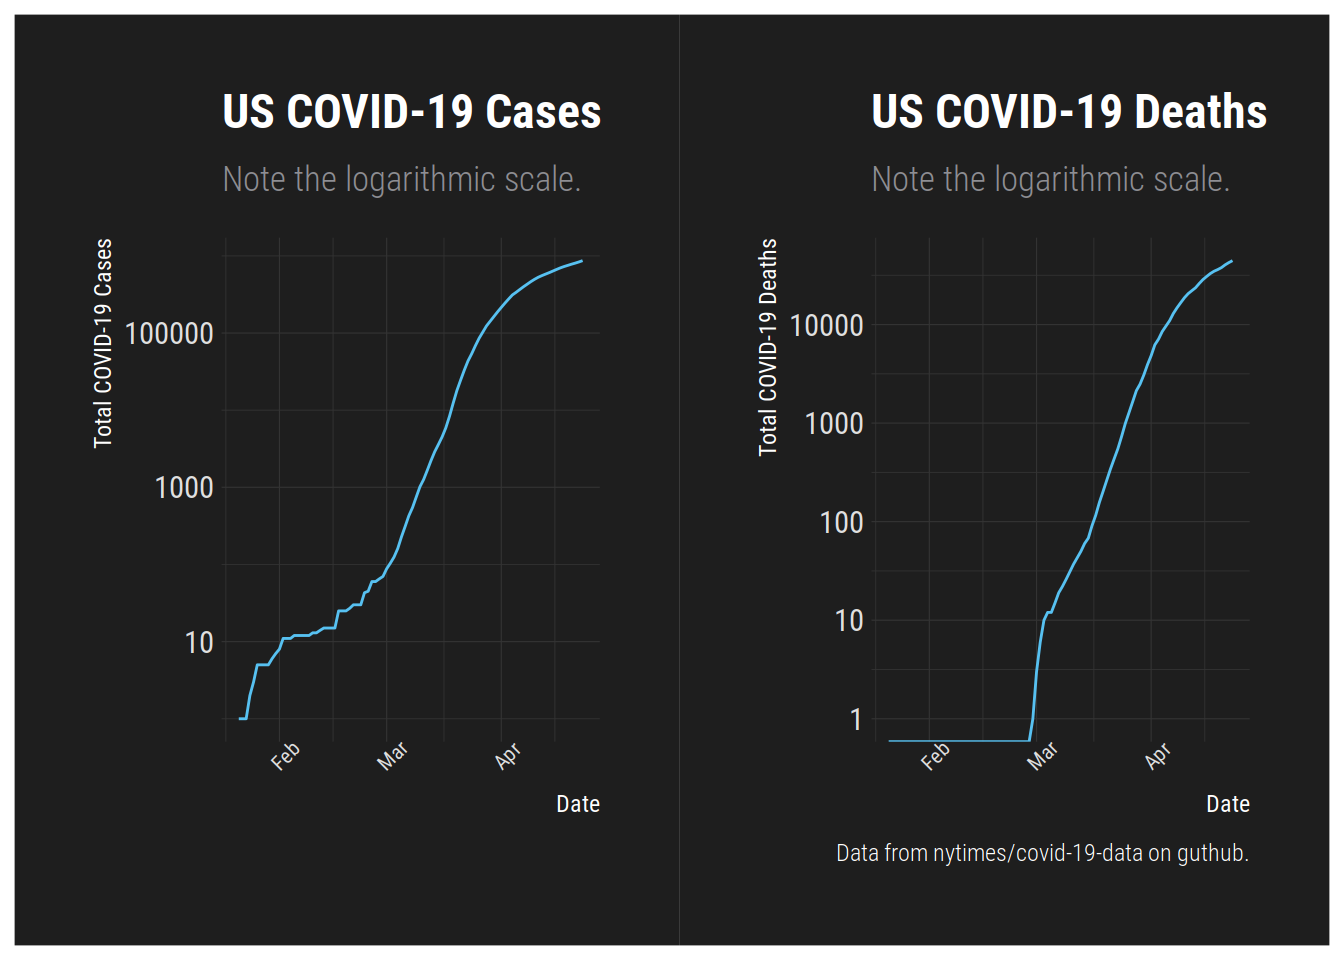 US COVID-19 Cases
Note the logarithmic scale.
Total COVID-19 Cases
100000
1000
10
Feb
Mar
Apr
Date
US COVID-19 Deaths
Note the logarithmic scale.
Total COVID-19 Deaths
10000
1000
100
10
1
Feb
Mar
Apr
Date
Data from nytimes/covid-19-data on guthub.